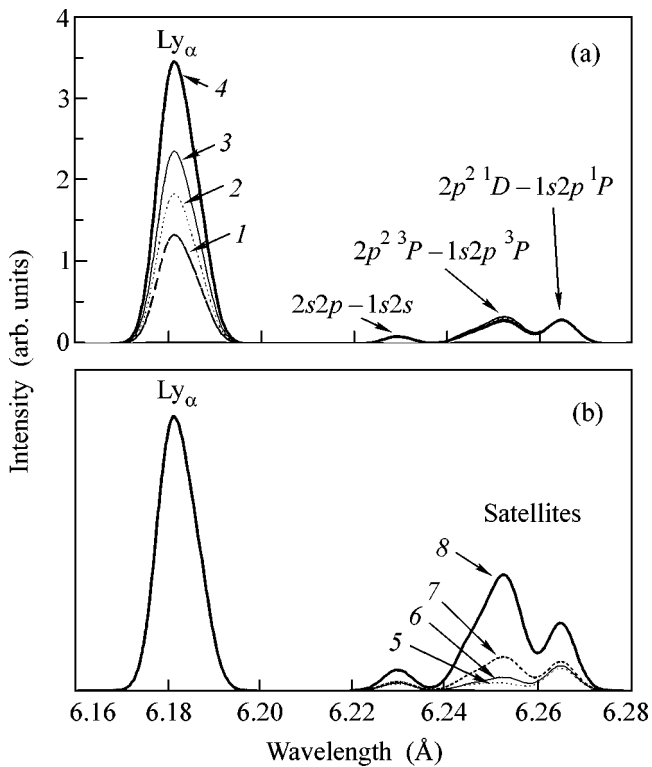 4
3
2
1
0
Ly_α
(a)
4
3
2
1
2p² ¹D – 1s2p ¹P
2p² ³P – 1s2p ³P
2s2p – 1s2s
Intensity (arb. units)
Ly_α
(b)
Satellites
8
7
6
5
6.16 6.18 6.20 6.22 6.24 6.26 6.28
Wavelength (Å)